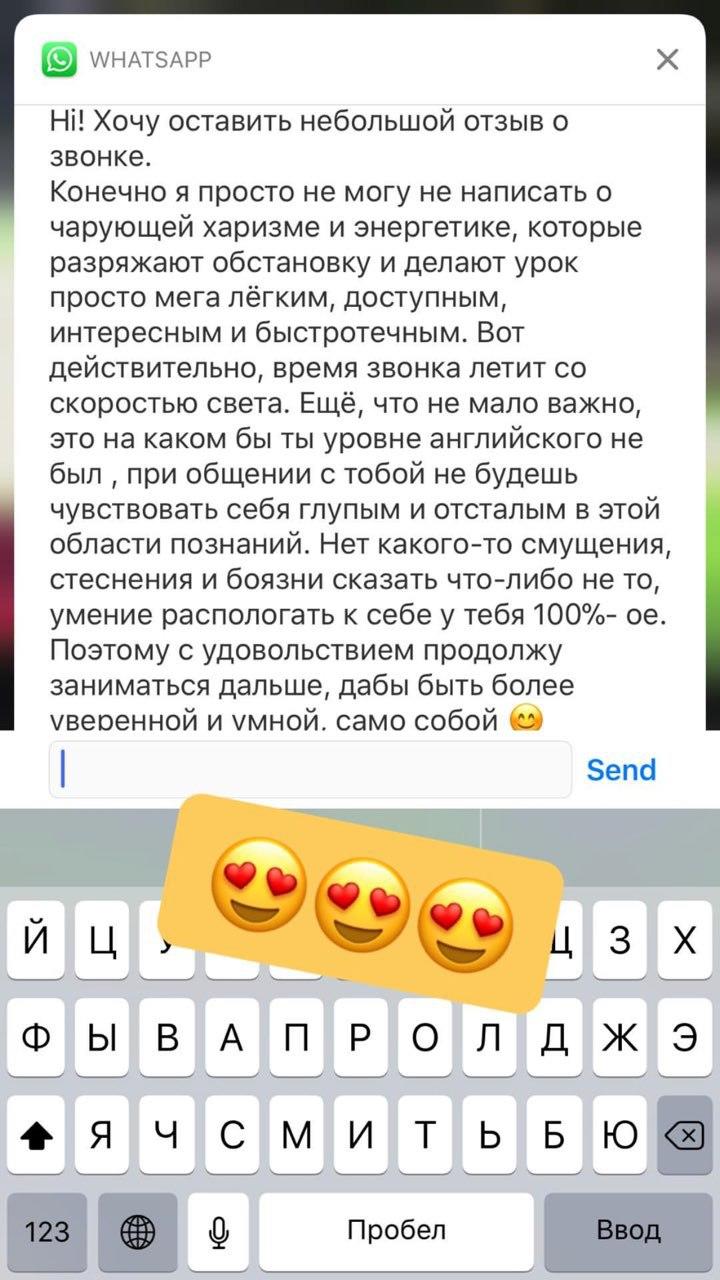 WHATSAPP
Hi! Хочу оставить небольшой отзыв о
звонке.
Конечно я просто не могу не написать о
чарующей харизме и энергетике, которые
разряжают обстановку и делают урок
просто мега лёгким, доступным,
интересным и быстротечным. Вот
действительно, время звонка летит со
скоростью света. Ещё, что не мало важно,
это на каком бы ты уровне английского не
был , при общении с тобой не будешь
чувствовать себя глупым и отсталым в этой
области познаний. Нет какого-то смущения,
стеснения и боязни сказать что-либо не то,
умение распологать к себе у тебя 100%- ое.
Поэтому с удовольствием продолжу
заниматься дальше, дабы быть более
уверенной и умной, само собой 😊
Send
😍😍😍
Й Ц У Щ З Х
Ф Ы В А П Р О Л Д Ж Э
Я Ч С М И Т Ь Б Ю
123 Пробел Ввод